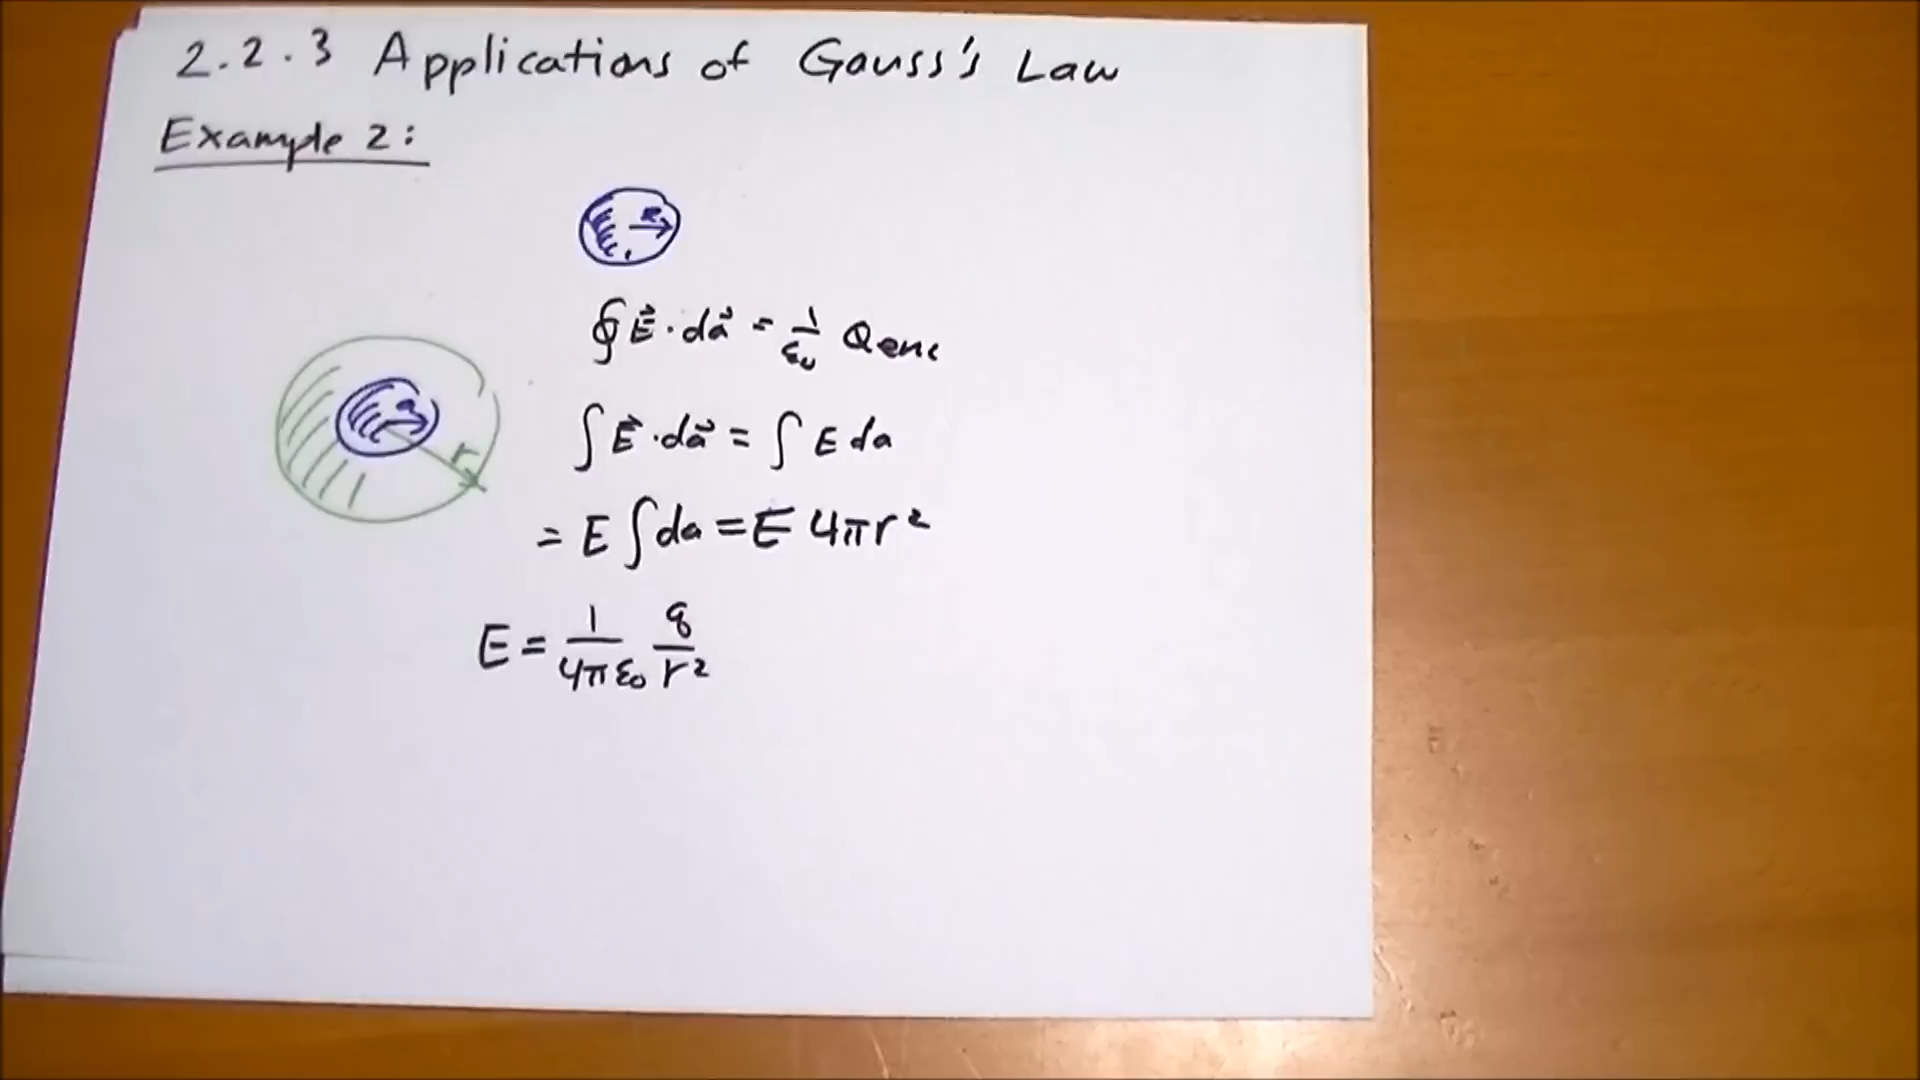 2.2.3 Applications of Gauss's Law
Example 2:
R
∮E⃗·da⃗ = 1/ε₀ Qenc
∫E⃗·da⃗ = ∫E da
r
= E∫da = E 4πr²
E = 1/4πε₀ q/r²